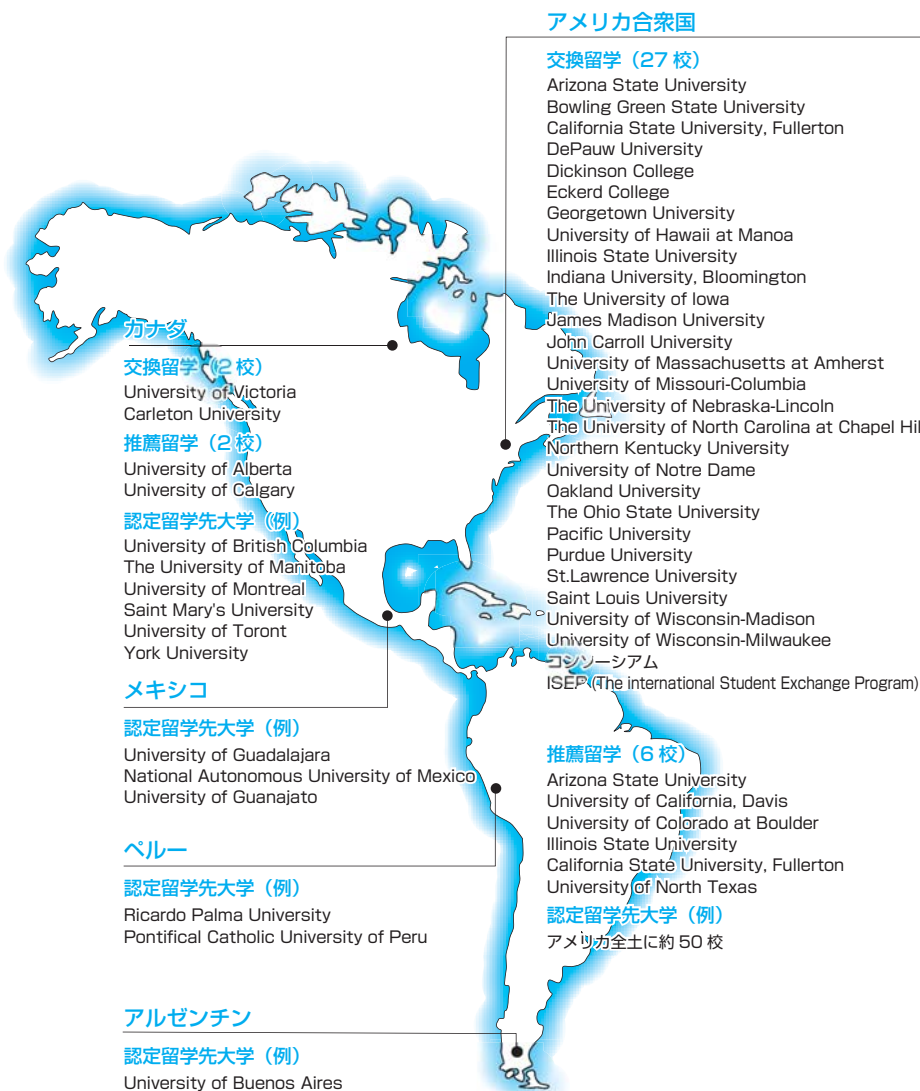 アメリカ合衆国
交換留学（27 校）
Arizona State University
Bowling Green State University
California State University, Fullerton
DePauw University
Dickinson College
Eckerd College
Georgetown University
University of Hawaii at Manoa
Illinois State University
Indiana University, Bloomington
The University of Iowa
James Madison University
John Carroll University
University of Massachusetts at Amherst
University of Missouri-Columbia
The University of Nebraska-Lincoln
The University of North Carolina at Chapel Hil
Northern Kentucky University
University of Notre Dame
Oakland University
The Ohio State University
Pacific University
Purdue University
St.Lawrence University
Saint Louis University
University of Wisconsin-Madison
University of Wisconsin-Milwaukee
コンソーシアム
ISEP (The international Student Exchange Program)
推薦留学（6 校）
Arizona State University
University of California, Davis
University of Colorado at Boulder
Illinois State University
California State University, Fullerton
University of North Texas
認定留学先大学（例）
アメリカ全土に約 50 校
カナダ
交換留学（2 校）
University of Victoria
Carleton University
推薦留学（2 校）
University of Alberta
University of Calgary
認定留学先大学（例）
University of British Columbia
The University of Manitoba
University of Montreal
Saint Mary's University
University of Toront
York University
メキシコ
認定留学先大学（例）
University of Guadalajara
National Autonomous University of Mexico
University of Guanajato
ペルー
認定留学先大学（例）
Ricardo Palma University
Pontifical Catholic University of Peru
アルゼンチン
認定留学先大学（例）
University of Buenos Aires